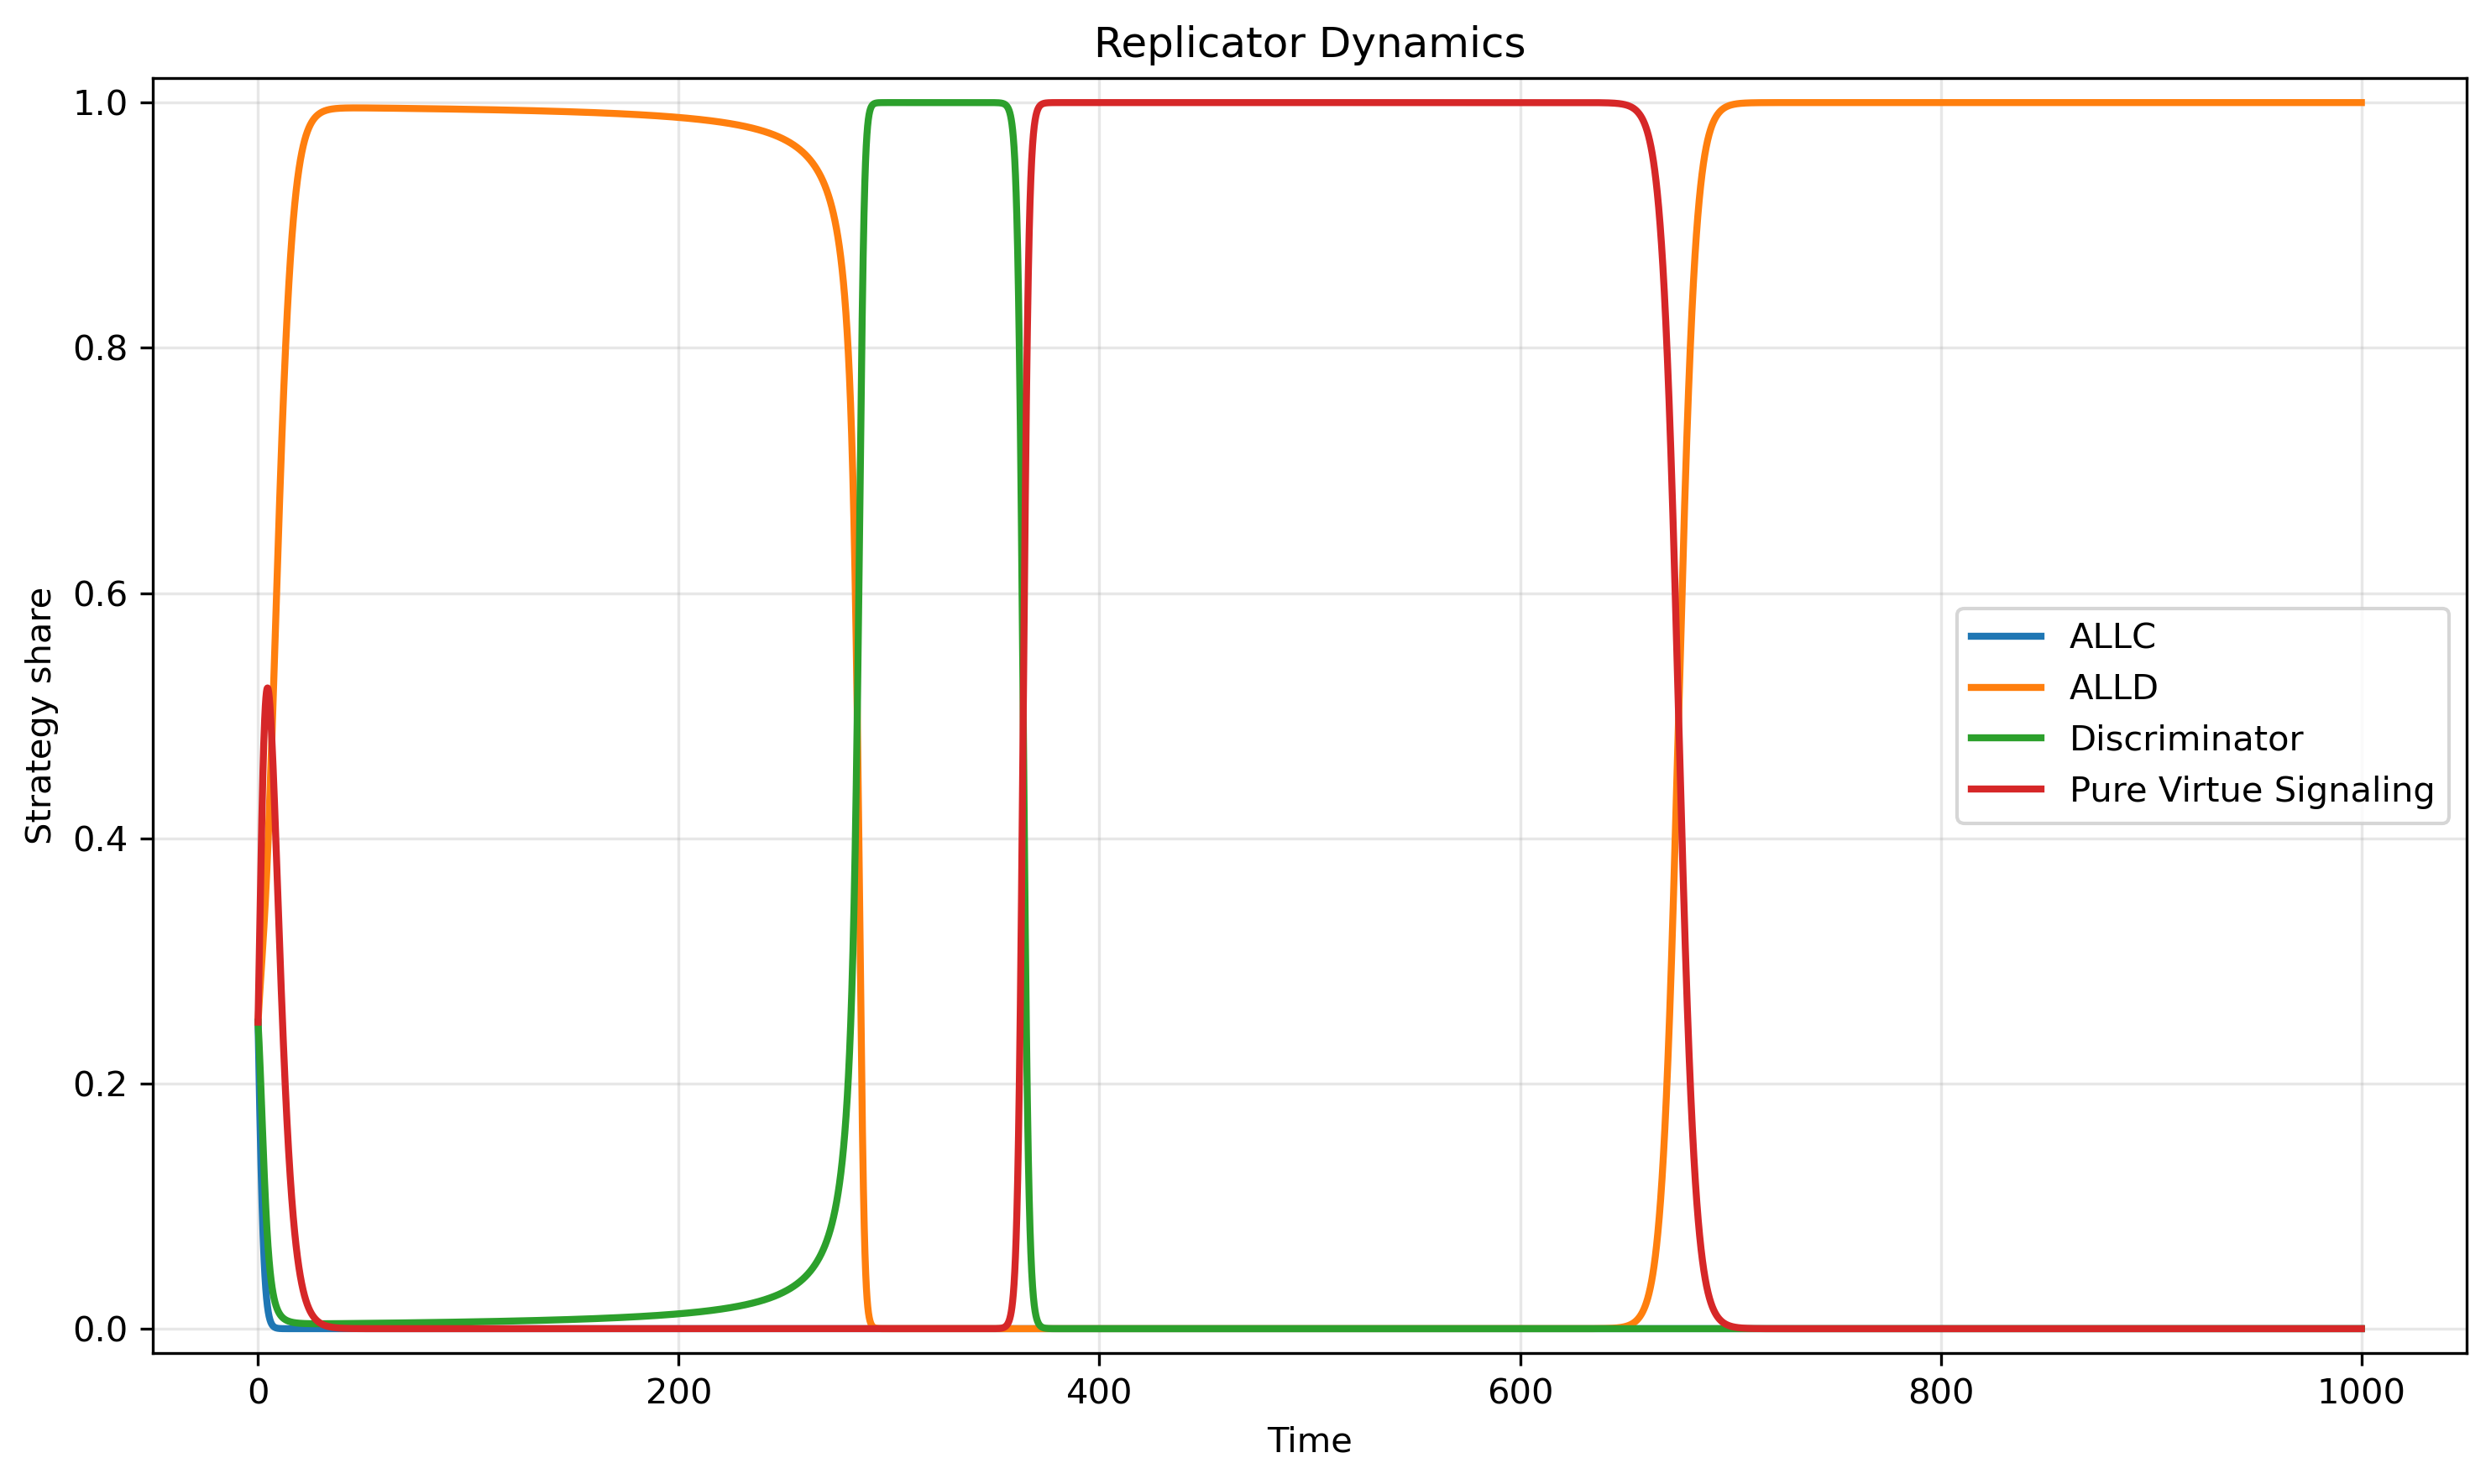 Replicator Dynamics
1.0
0.8
0.6
0.4
0.2
0.0
Strategy share
ALLC
ALLD
Discriminator
Pure Virtue Signaling
0
200
400
600
800
1000
Time